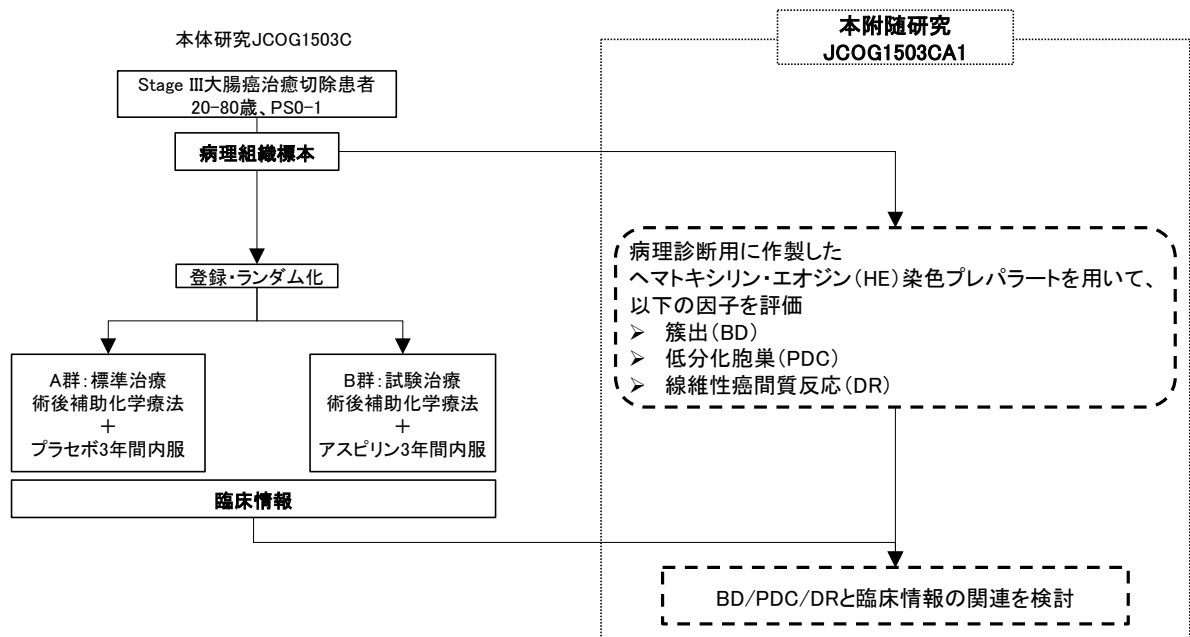 本体研究JCOG1503C
Stage III大腸癌治癒切除患者
20-80歳、PS0-1
病理組織標本
登録・ランダム化
A群:標準治療
術後補助化学療法
+
プラセボ3年間内服
B群:試験治療
術後補助化学療法
+
アスピリン3年間内服
臨床情報
本附随研究
JCOG1503CA1
病理診断用に作製した
ヘマトキシリン・エオジン(HE)染色プレパラートを用いて、
以下の因子を評価
➢ 簇出(BD)
➢ 低分化胞巣(PDC)
➢ 線維性癌間質反応(DR)
BD/PDC/DRと臨床情報の関連を検討